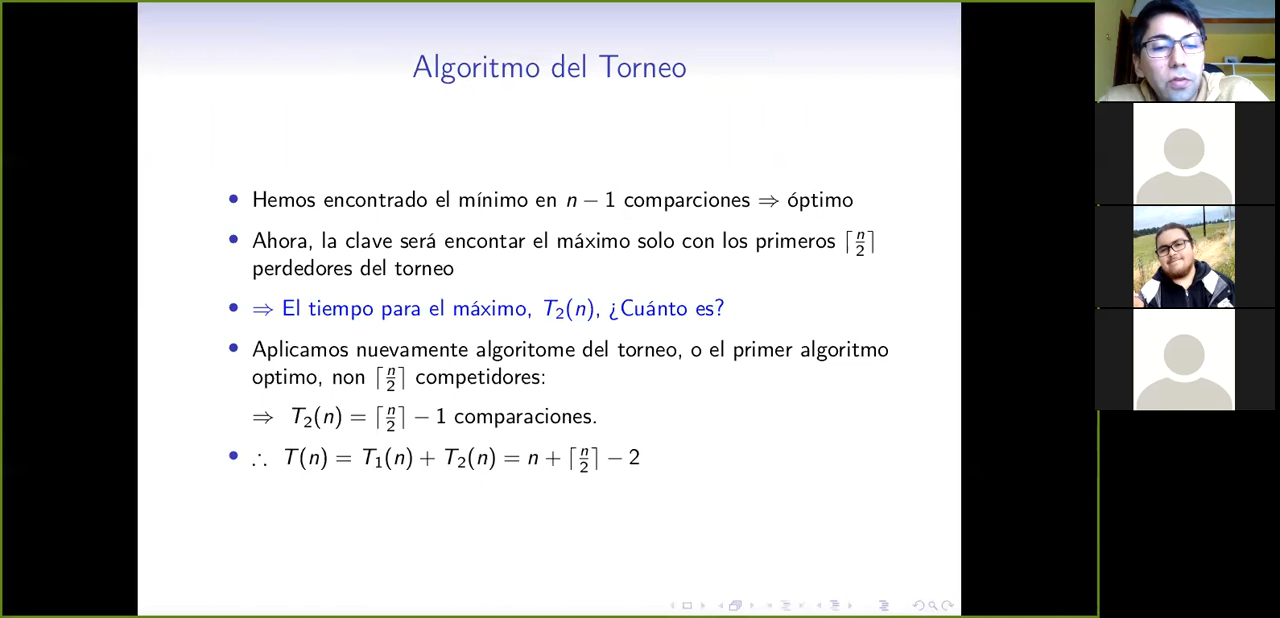 Algoritmo del Torneo
Hemos encontrado el mínimo en n − 1 comparciones ⇒ óptimo
Ahora, la clave será encontar el máximo solo con los primeros ⌈n/2⌉
perdedores del torneo
⇒ El tiempo para el máximo, T₂(n), ¿Cuánto es?
Aplicamos nuevamente algoritome del torneo, o el primer algoritmo
optimo, non ⌈n/2⌉ competidores:
⇒ T₂(n) = ⌈n/2⌉ − 1 comparaciones.
∴ T(n) = T₁(n) + T₂(n) = n + ⌈n/2⌉ − 2